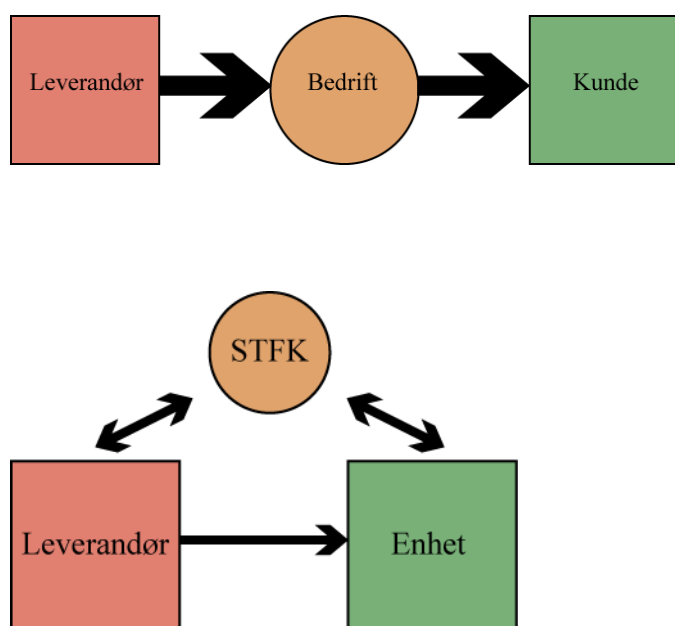 Leverandør
Bedrift
Kunde
STFK
Leverandør
Enhet